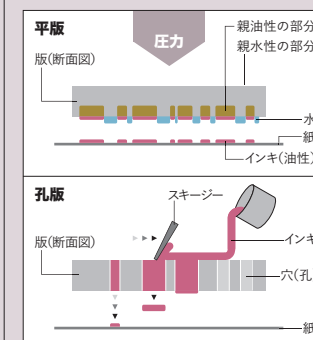 平版
圧力
親油性の部分
親水性の部分
版(断面図)
水
紙
インキ(油性)
孔版
スキージー
版(断面図)
インキ
穴(孔)
紙